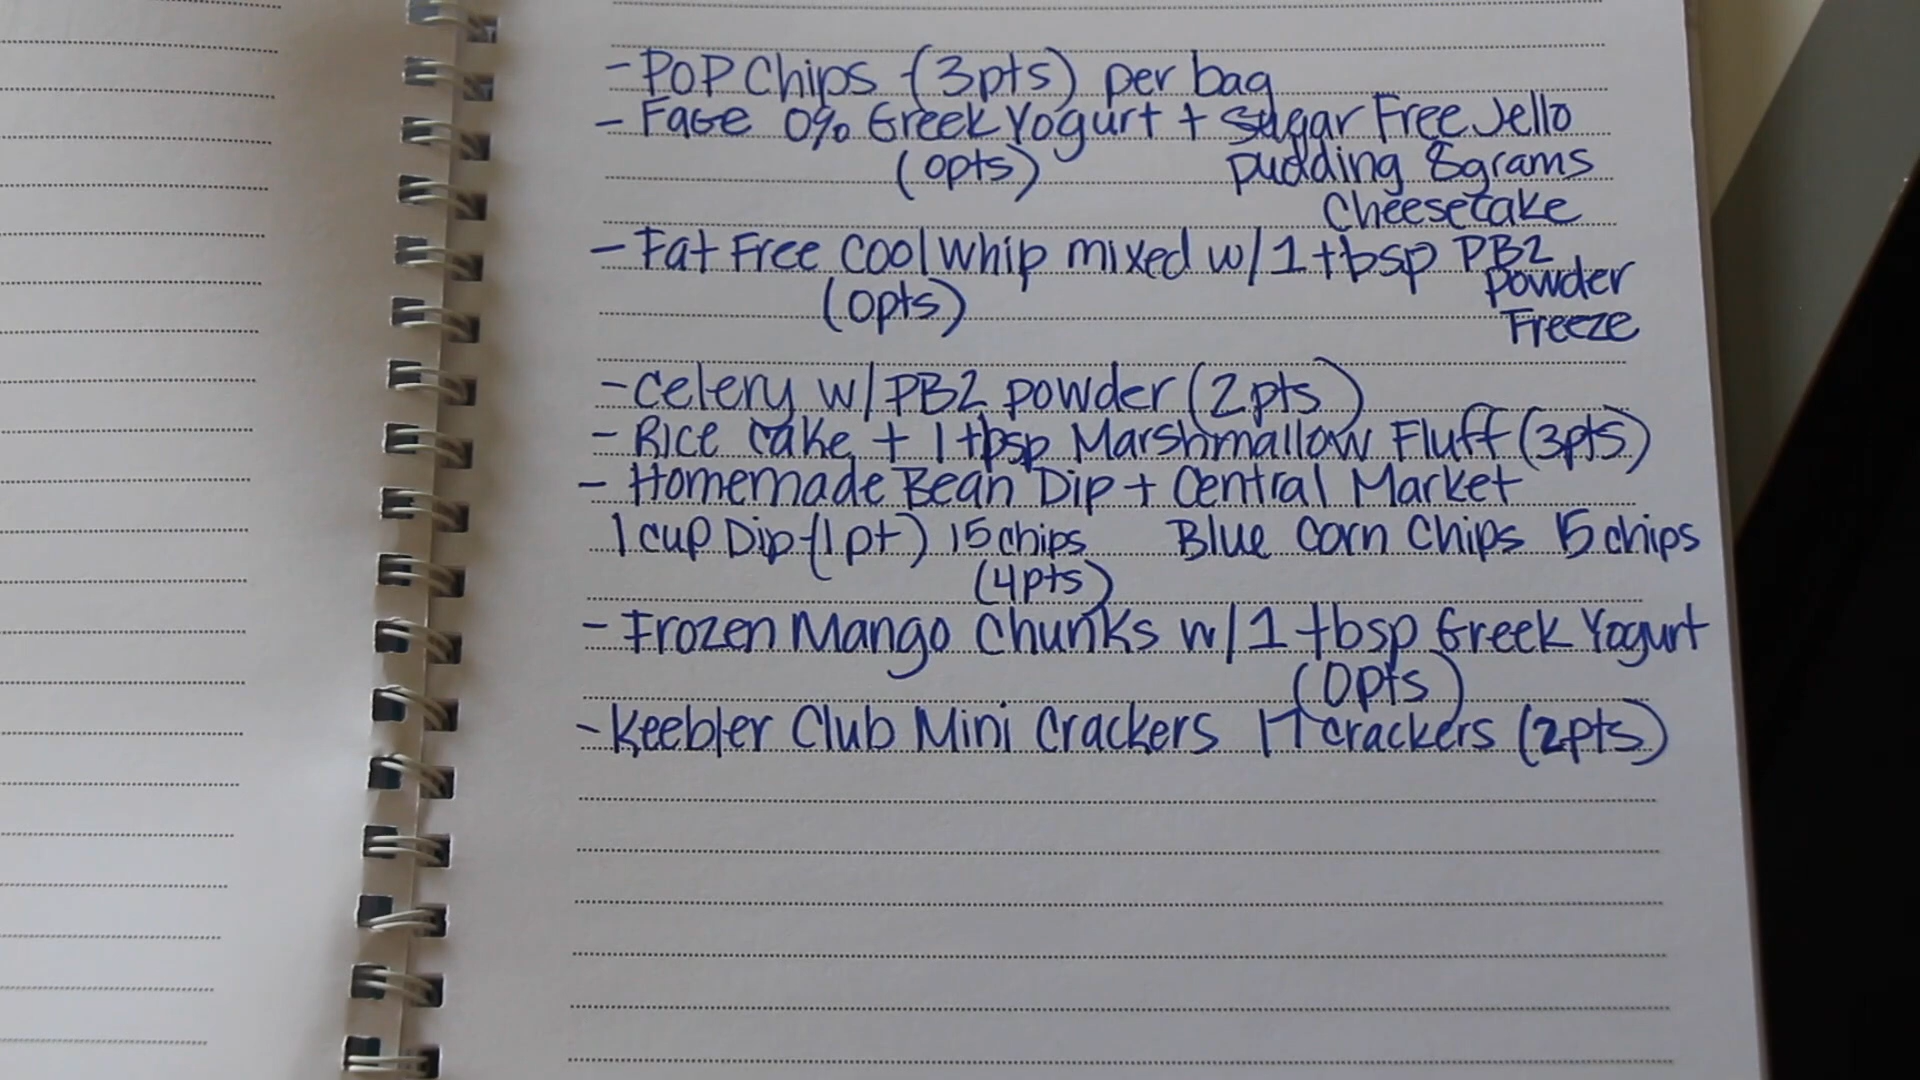 - POP Chips (3pts) per bag
- Fage 0% Greek Yogurt + Sugar Free Jello
(0pts) pudding 8grams
Cheesecake
- Fat Free Cool Whip mixed w/ 1 tbsp PB2
powder
(0pts) Freeze
- Celery w/ PB2 powder (2pts)
- Rice cake + 1 tbsp Marshmallow Fluff (3pts)
- Homemade Bean Dip + Central Market
1 cup Dip (1pt) 15 chips Blue Corn Chips 15 chips
(4pts)
- Frozen Mango Chunks w/ 1 tbsp Greek Yogurt
(0pts)
- Keebler Club Mini Crackers 17 crackers (2pts)